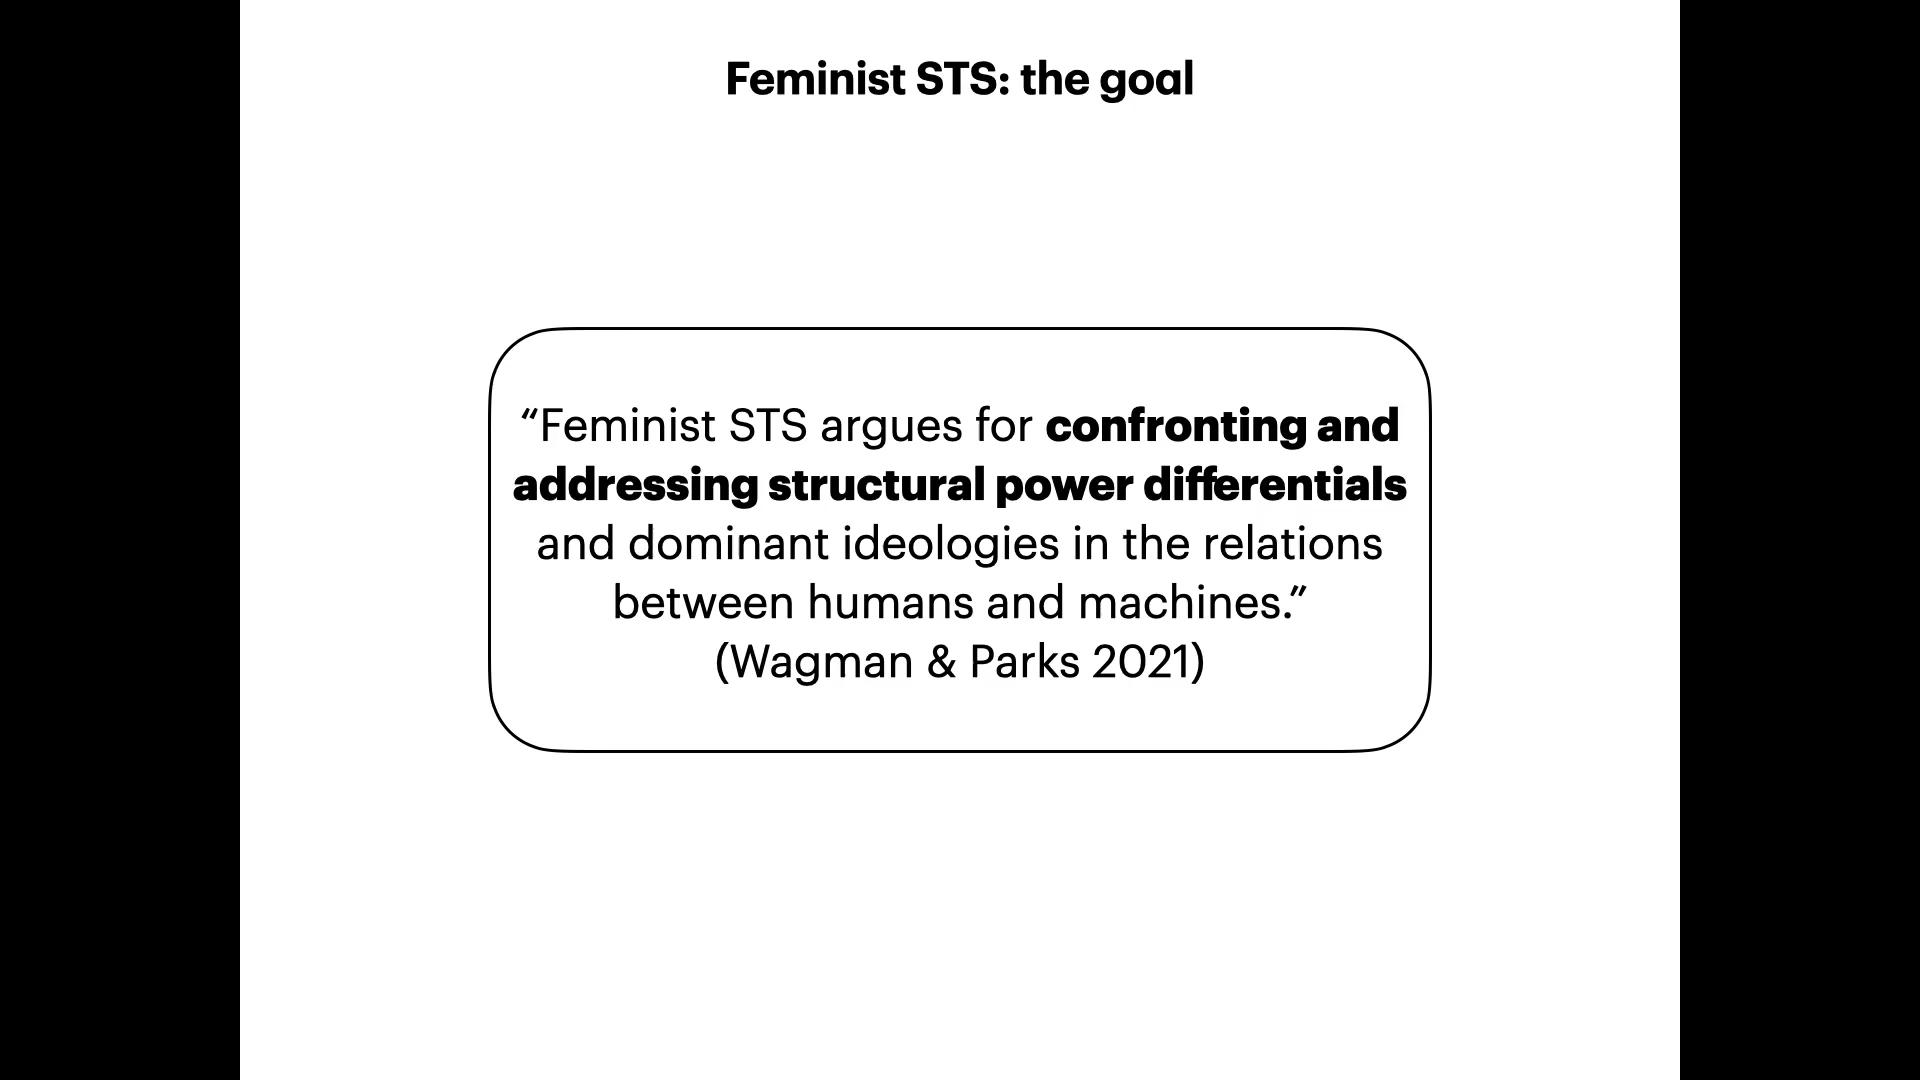 Feminist STS: the goal
“Feminist STS argues for confronting and
addressing structural power differentials
and dominant ideologies in the relations
between humans and machines.”
(Wagman & Parks 2021)